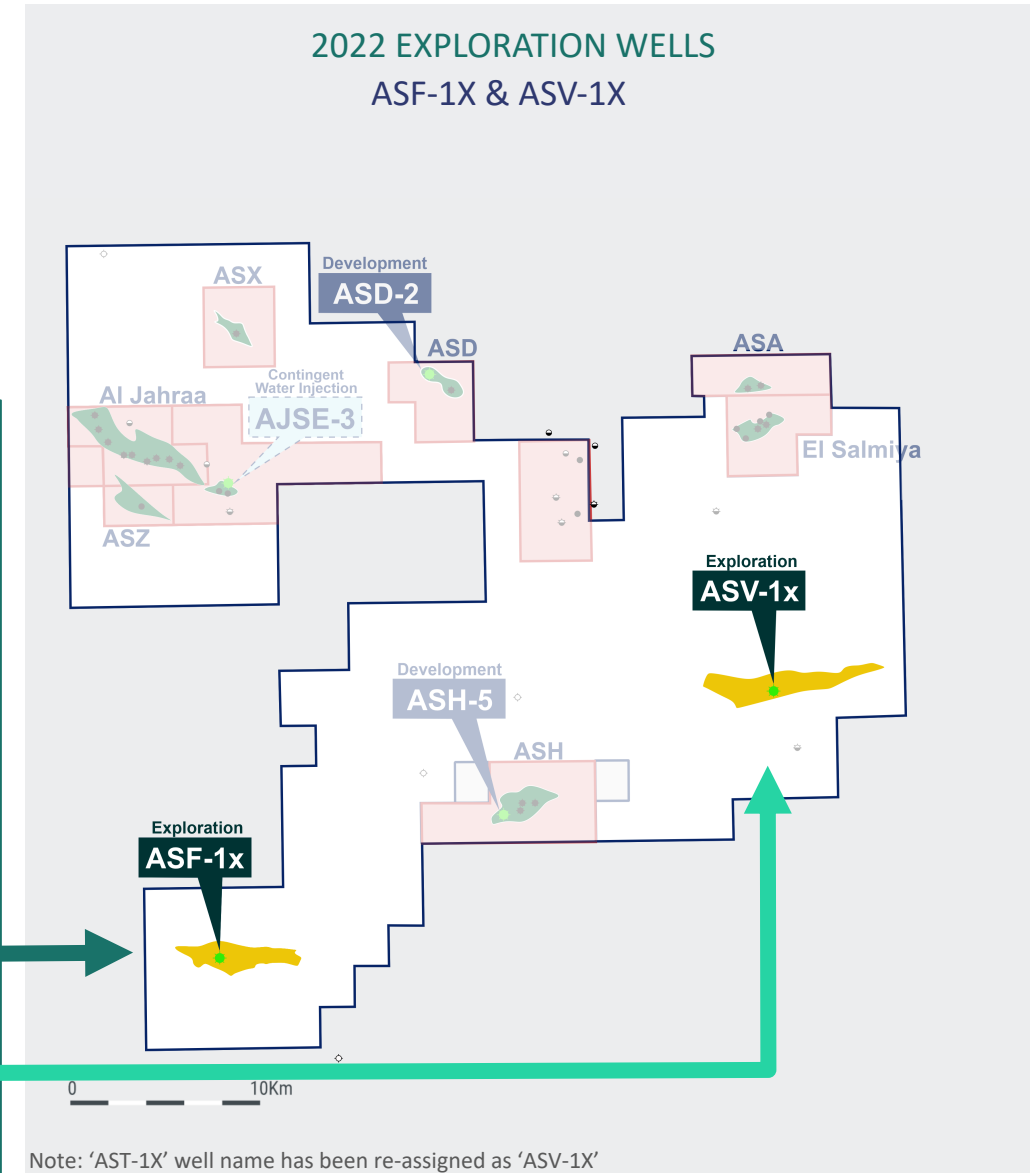 2022 EXPLORATION WELLS
ASF-1X & ASV-1X
Development
ASD-2
ASX
ASD
ASA
Contingent
Water Injection
AJSE-3
Al Jahraa
El Salmiya
ASZ
Exploration
ASV-1x
Development
ASH-5
ASH
Exploration
ASF-1x
0 10Km
Note: ‘AST-1X’ well name has been re-assigned as ‘ASV-1X’